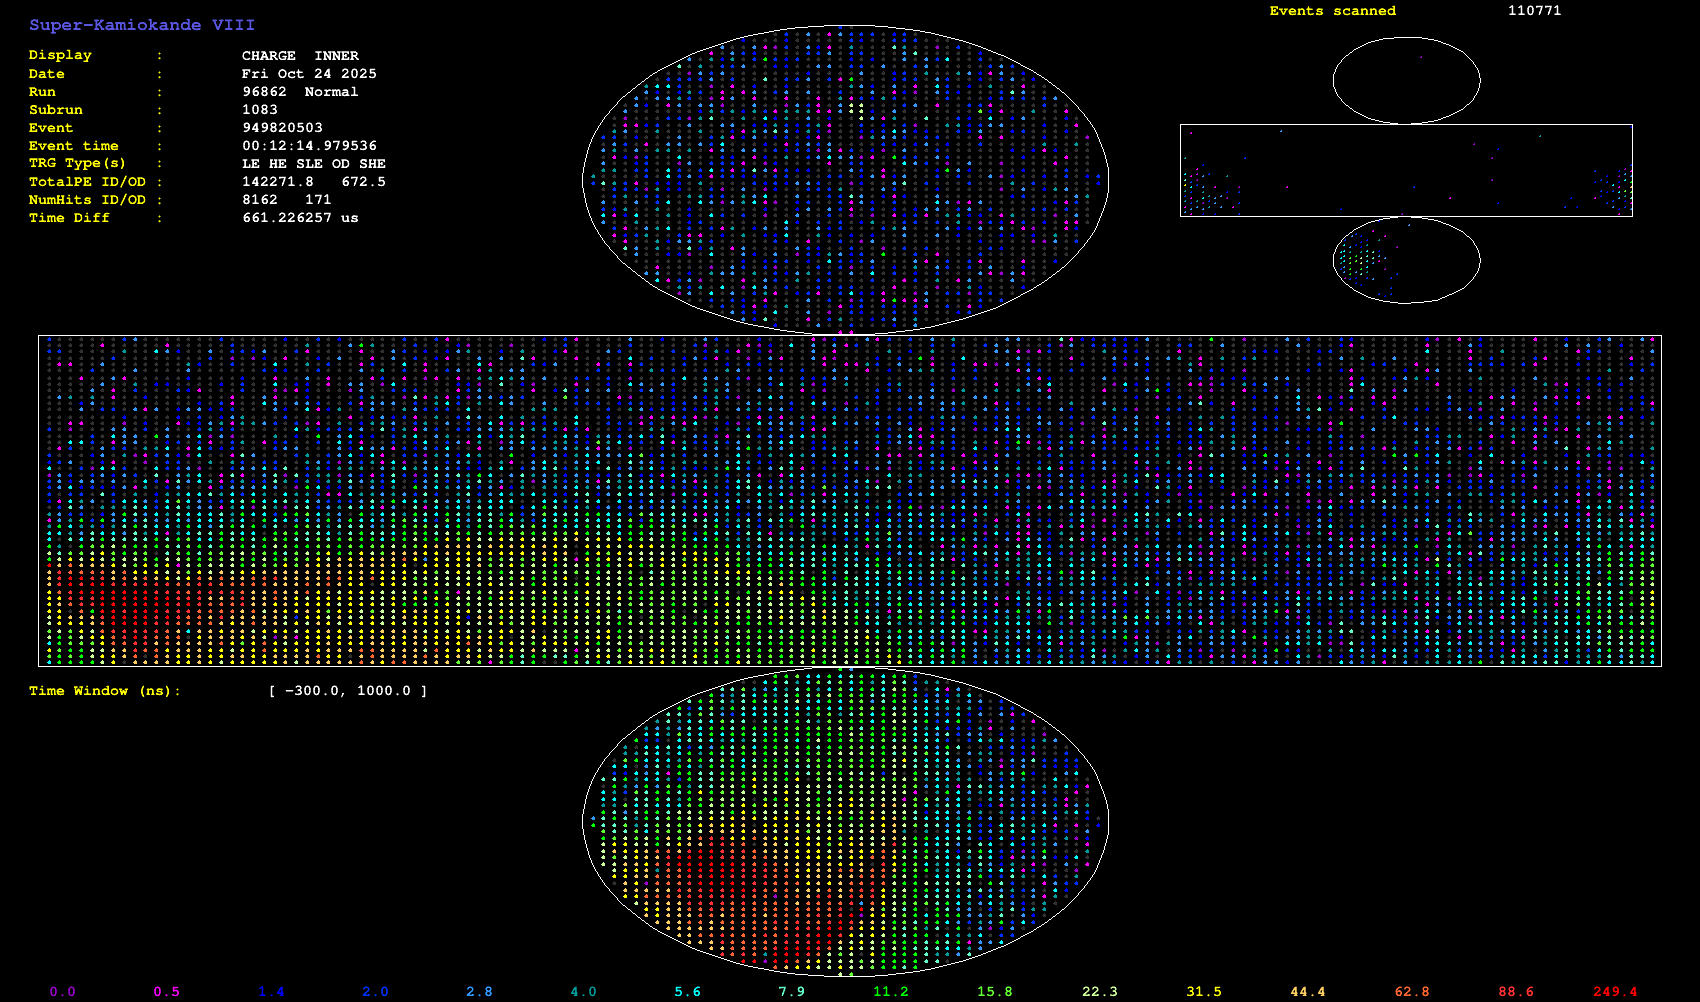 Super-Kamiokande VIII
Events scanned 110771
Display : CHARGE INNER
Date : Fri Oct 24 2025
Run : 96862 Normal
Subrun : 1083
Event : 949820503
Event time : 00:12:14.979536
TRG Type(s) : LE HE SLE OD SHE
TotalPE ID/OD : 142271.8 672.5
NumHits ID/OD : 8162 171
Time Diff : 661.226257 us
Time Window (ns): [ -300.0, 1000.0 ]
0.0 0.5 1.4 2.0 2.8 4.0 5.6 7.9 11.2 15.8 22.3 31.5 44.4 62.8 88.6 249.4